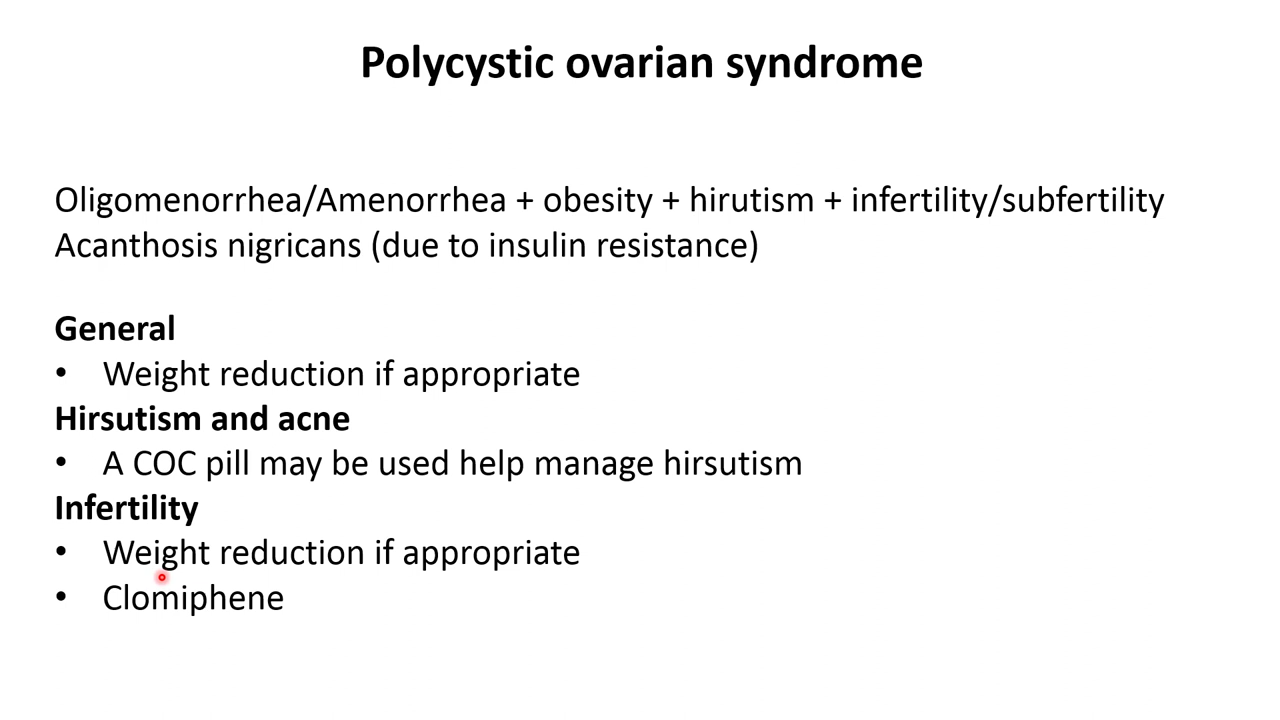 Polycystic ovarian syndrome
Oligomenorrhea/Amenorrhea + obesity + hirutism + infertility/subfertility
Acanthosis nigricans (due to insulin resistance)
General
• Weight reduction if appropriate
Hirsutism and acne
• A COC pill may be used help manage hirsutism
Infertility
• Weight reduction if appropriate
• Clomiphene